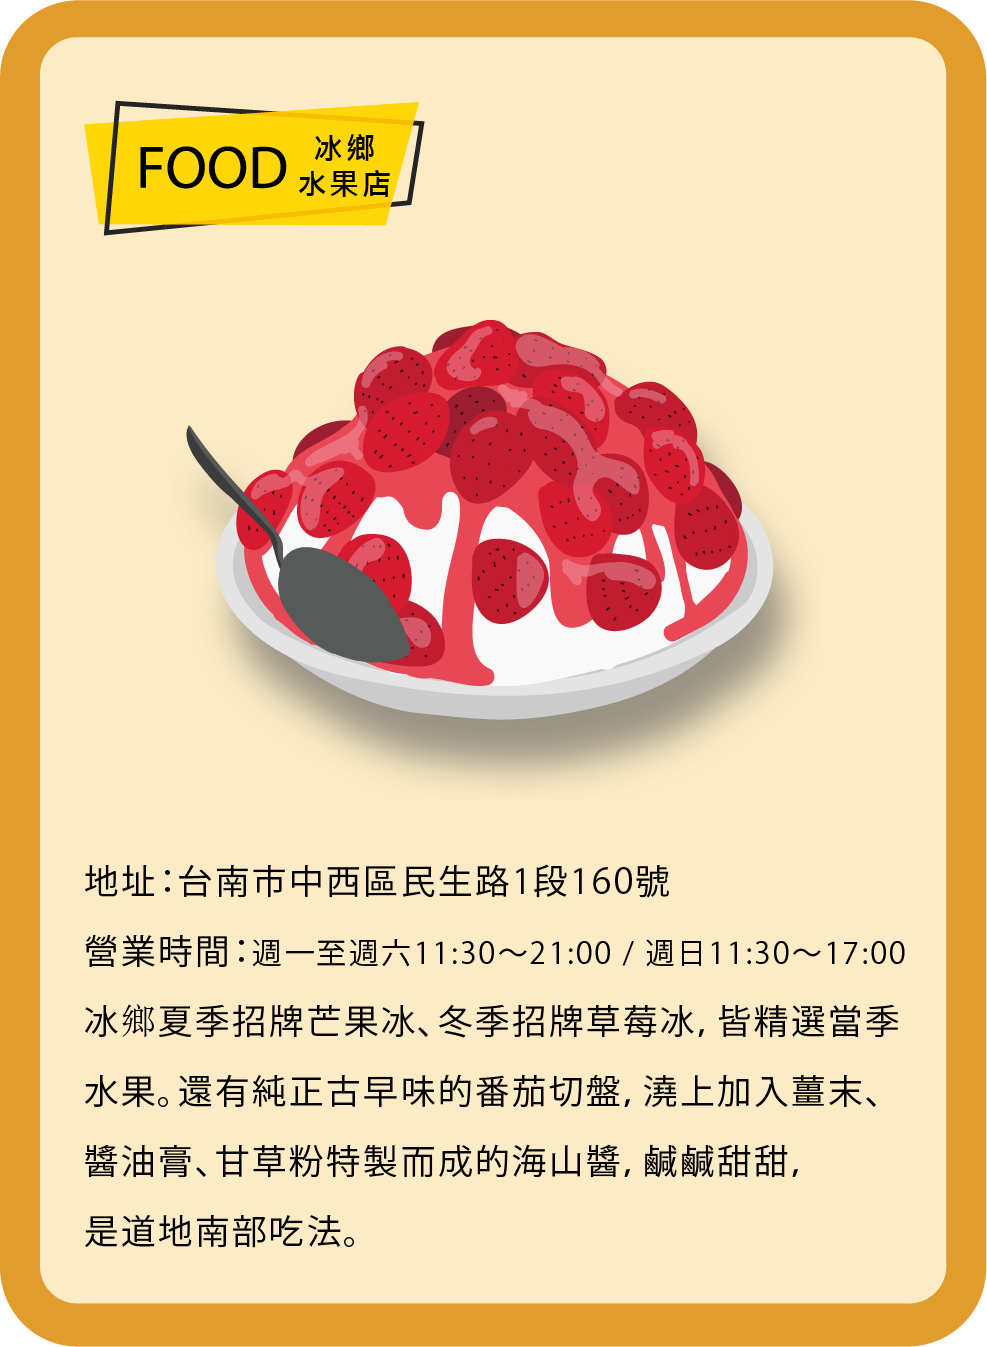 FOOD 冰鄉
水果店
地址：台南市中西區民生路1段160號
營業時間：週一至週六11:30～21:00 / 週日11:30～17:00
冰鄉夏季招牌芒果冰、冬季招牌草莓冰, 皆精選當季
水果。還有純正古早味的番茄切盤, 澆上加入薑末、
醬油膏、甘草粉特製而成的海山醬, 鹹鹹甜甜,
是道地南部吃法。